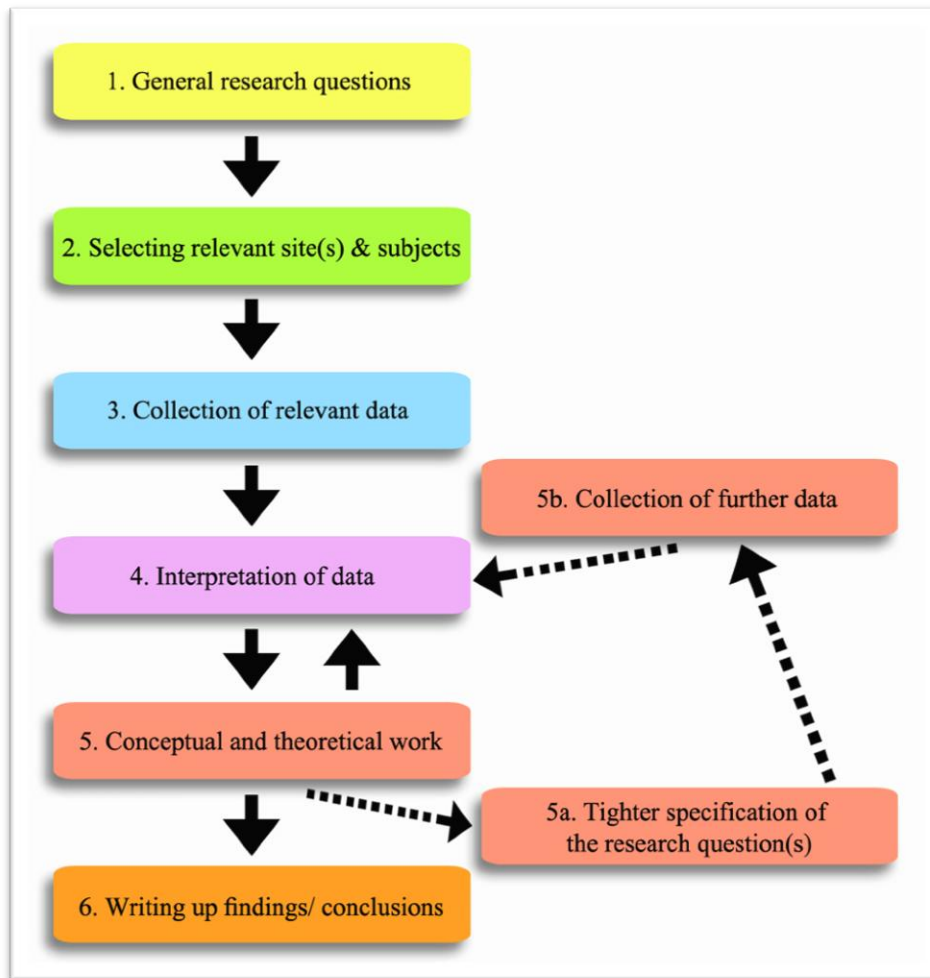 1. General research questions
2. Selecting relevant site(s) & subjects
3. Collection of relevant data
5b. Collection of further data
4. Interpretation of data
5. Conceptual and theoretical work
5a. Tighter specification of
the research question(s)
6. Writing up findings/ conclusions